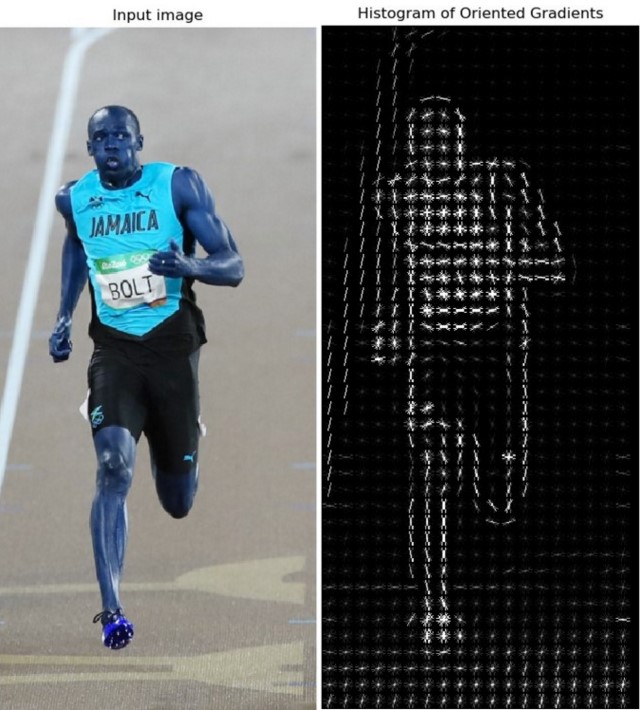 Input image
Histogram of Oriented Gradients
JAMAICA
BOLT